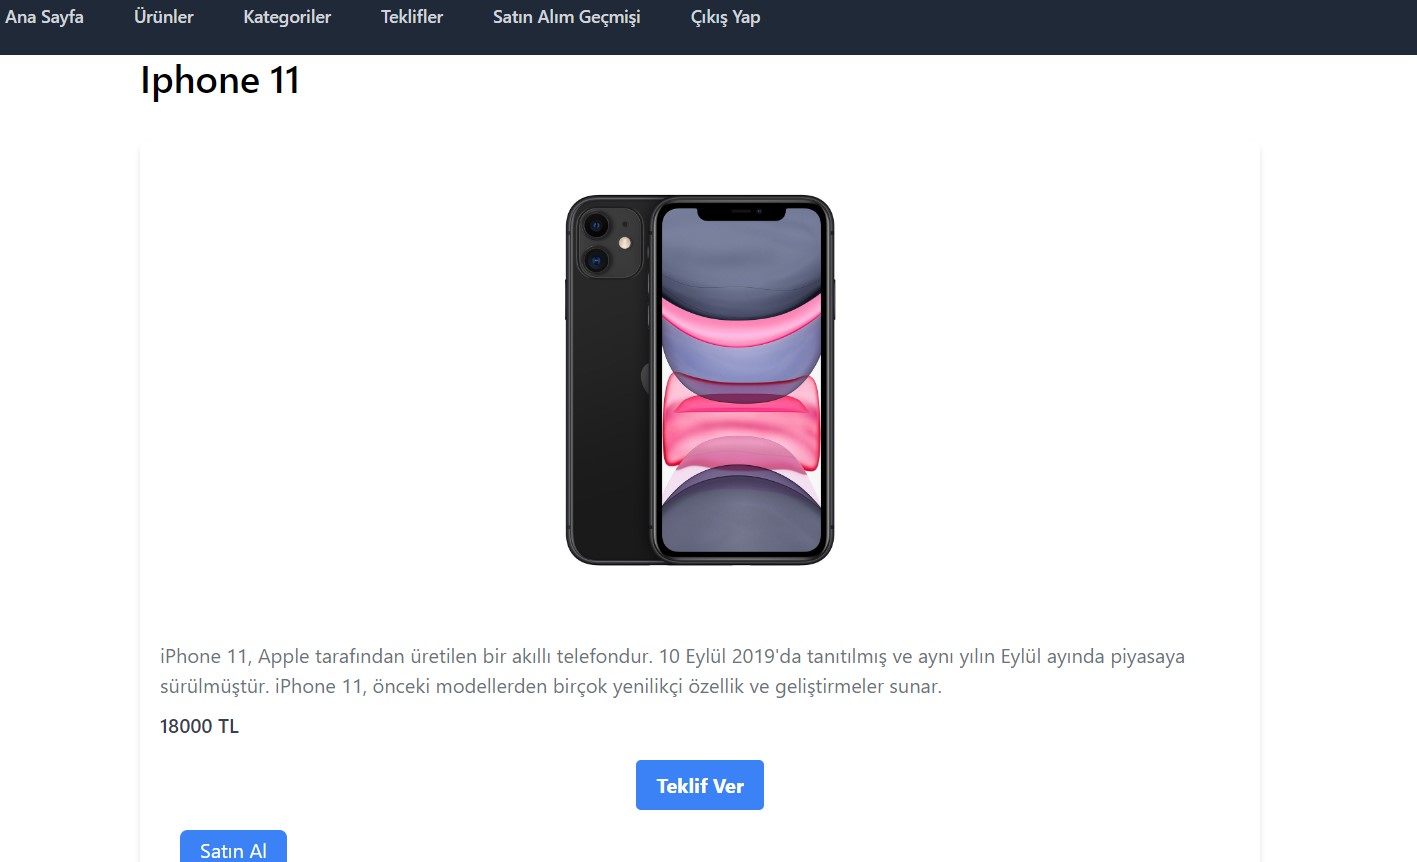 Ana Sayfa Ürünler Kategoriler Teklifler Satın Alım Geçmişi Çıkış Yap
Iphone 11
iPhone 11, Apple tarafından üretilen bir akıllı telefondur. 10 Eylül 2019'da tanıtılmış ve aynı yılın Eylül ayında piyasaya
sürülmüştür. iPhone 11, önceki modellerden birçok yenilikçi özellik ve geliştirmeler sunar.
18000 TL
Teklif Ver
Satın Al